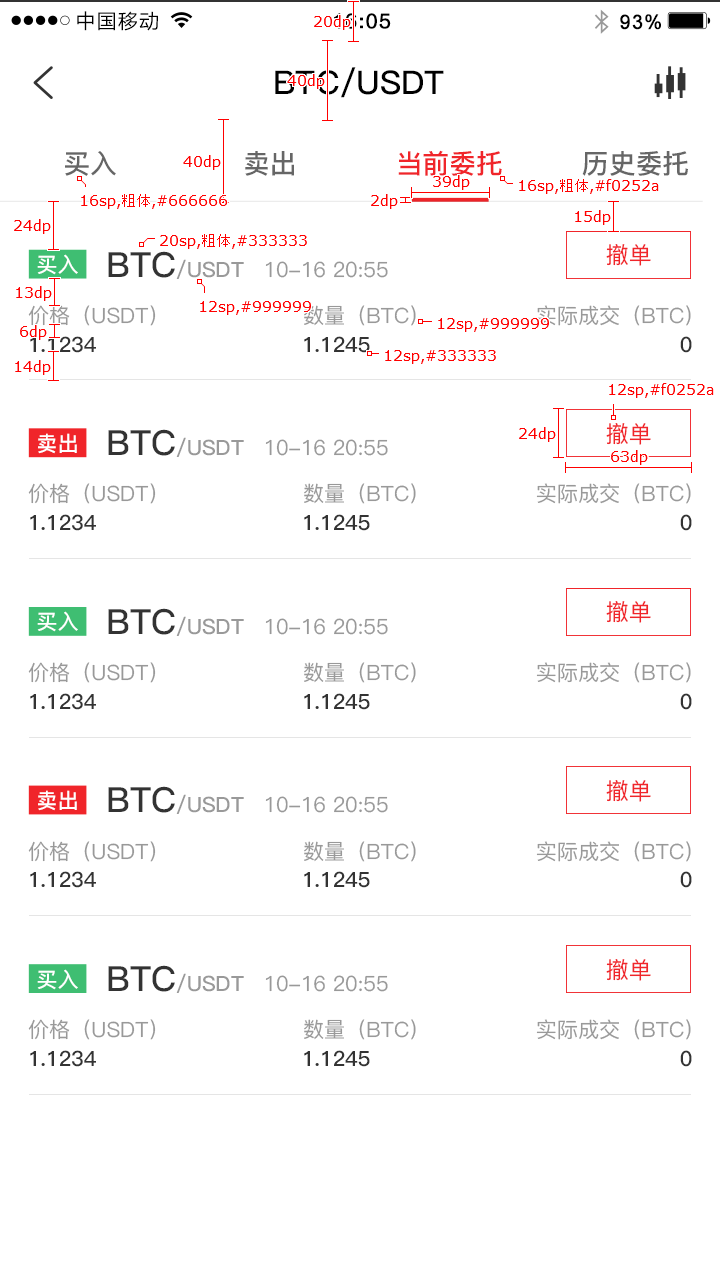 中国移动 20dp 13:05 93%
40dp BTC/USDT
40dp
买入 卖出 当前委托 历史委托
39dp
16sp,粗体,#666666 2dp 16sp,粗体,#f0252a
24dp 15dp
20sp,粗体,#333333
买入 BTC/USDT 10-16 20:55 撤单
13dp 12sp,#999999
价格（USDT） 数量（BTC） 实际成交（BTC）
12sp,#999999
6dp
1.1234 1.1245 0
12sp,#333333
14dp
12sp,#f0252a
卖出 BTC/USDT 10-16 20:55 24dp 撤单
63dp
价格（USDT） 数量（BTC） 实际成交（BTC）
1.1234 1.1245 0
买入 BTC/USDT 10-16 20:55 撤单
价格（USDT） 数量（BTC） 实际成交（BTC）
1.1234 1.1245 0
卖出 BTC/USDT 10-16 20:55 撤单
价格（USDT） 数量（BTC） 实际成交（BTC）
1.1234 1.1245 0
买入 BTC/USDT 10-16 20:55 撤单
价格（USDT） 数量（BTC） 实际成交（BTC）
1.1234 1.1245 0